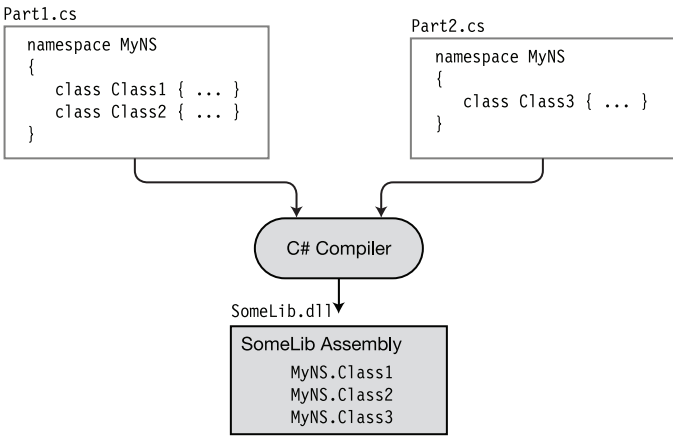 Part1.cs
namespace MyNS
{
class Class1 { ... }
class Class2 { ... }
}
Part2.cs
namespace MyNS
{
class Class3 { ... }
}
C# Compiler
SomeLib.dll
SomeLib Assembly
MyNS.Class1
MyNS.Class2
MyNS.Class3